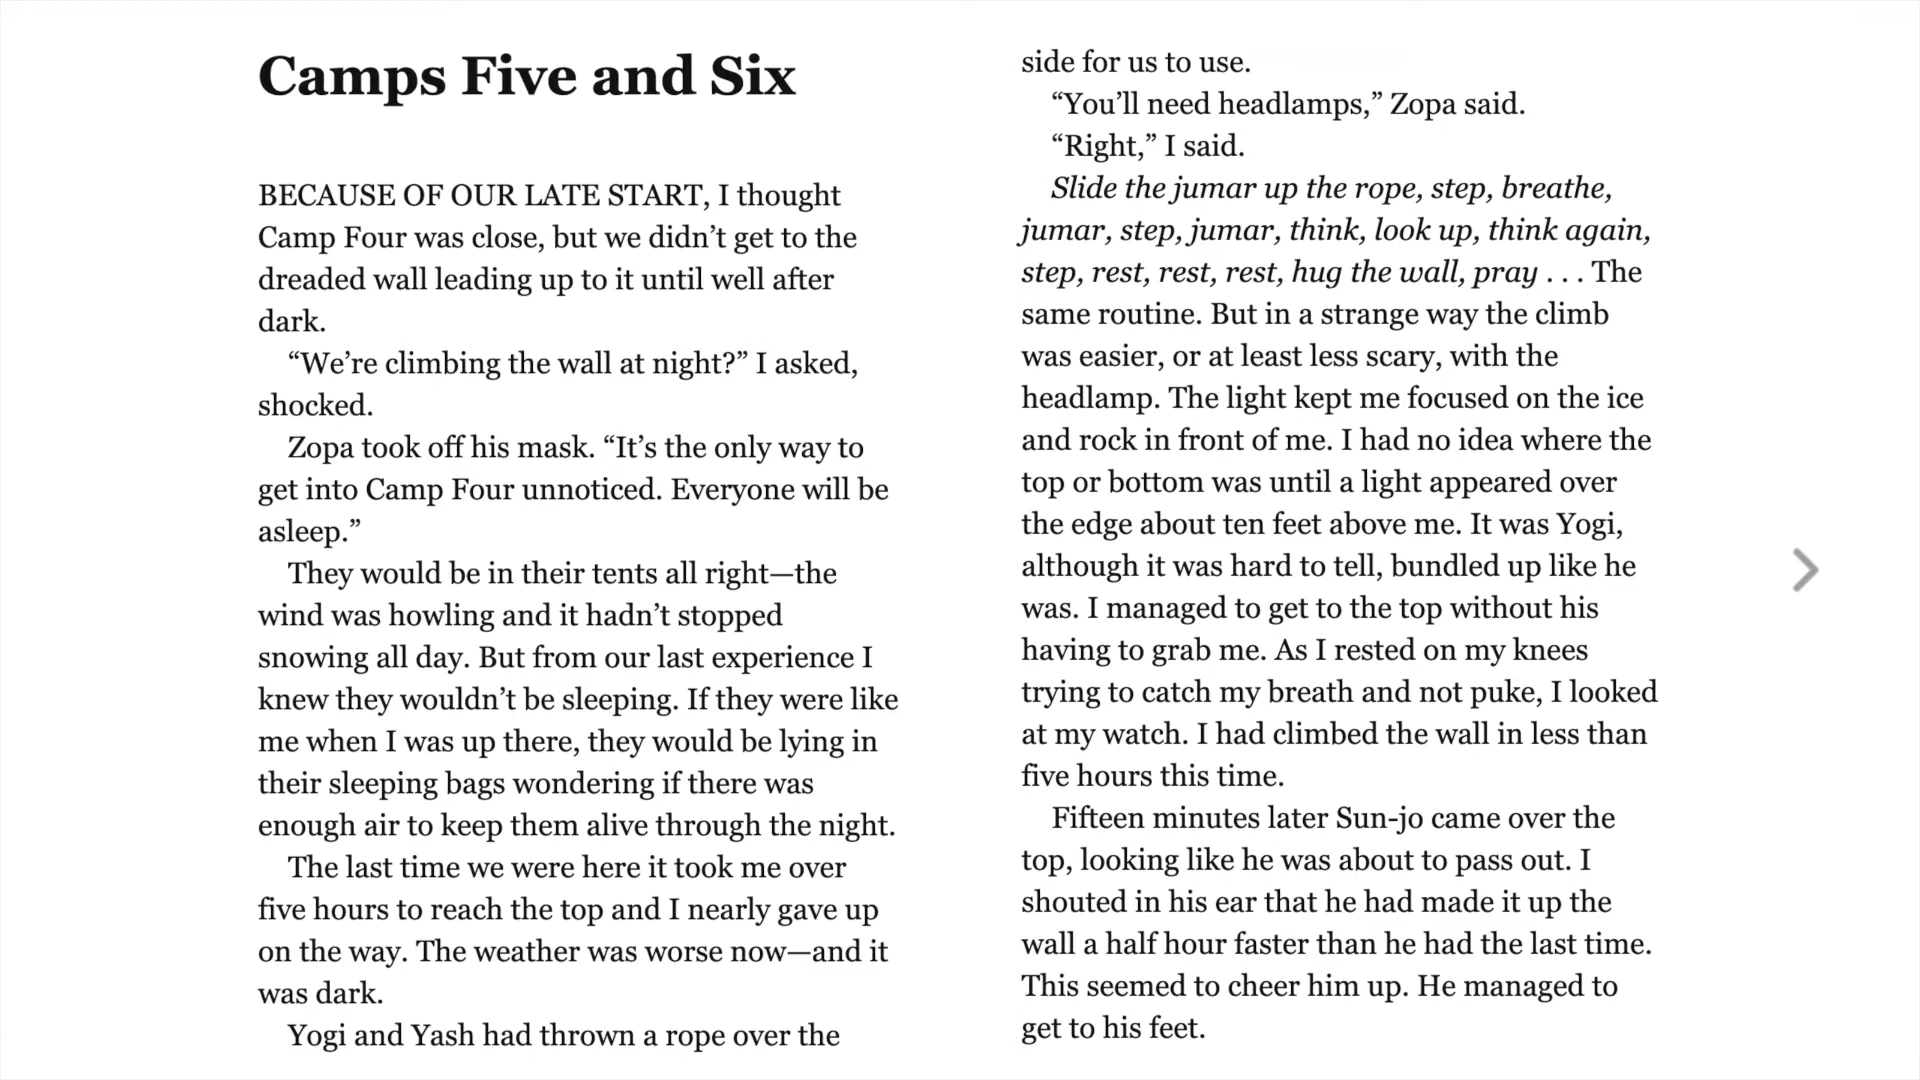 Camps Five and Six
BECAUSE OF OUR LATE START, I thought
Camp Four was close, but we didn’t get to the
dreaded wall leading up to it until well after
dark.
“We’re climbing the wall at night?” I asked,
shocked.
Zopa took off his mask. “It’s the only way to
get into Camp Four unnoticed. Everyone will be
asleep.”
They would be in their tents all right—the
wind was howling and it hadn’t stopped
snowing all day. But from our last experience I
knew they wouldn’t be sleeping. If they were like
me when I was up there, they would be lying in
their sleeping bags wondering if there was
enough air to keep them alive through the night.
The last time we were here it took me over
five hours to reach the top and I nearly gave up
on the way. The weather was worse now—and it
was dark.
Yogi and Yash had thrown a rope over the
side for us to use.
“You’ll need headlamps,” Zopa said.
“Right,” I said.
Slide the jumar up the rope, step, breathe,
jumar, step, jumar, think, look up, think again,
step, rest, rest, rest, hug the wall, pray . . . The
same routine. But in a strange way the climb
was easier, or at least less scary, with the
headlamp. The light kept me focused on the ice
and rock in front of me. I had no idea where the
top or bottom was until a light appeared over
the edge about ten feet above me. It was Yogi,
although it was hard to tell, bundled up like he
was. I managed to get to the top without his
having to grab me. As I rested on my knees
trying to catch my breath and not puke, I looked
at my watch. I had climbed the wall in less than
five hours this time.
Fifteen minutes later Sun-jo came over the
top, looking like he was about to pass out. I
shouted in his ear that he had made it up the
wall a half hour faster than he had the last time.
This seemed to cheer him up. He managed to
get to his feet.